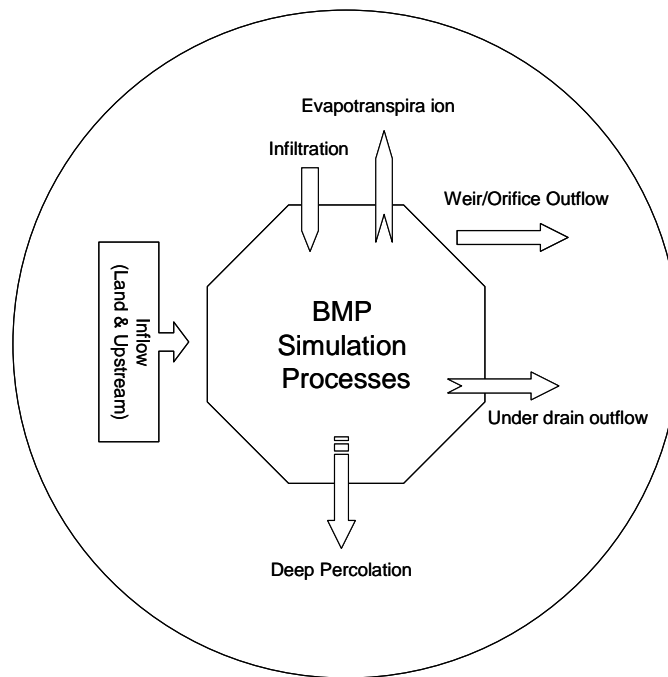 Evapotranspira ion
Infiltration
Weir/Orifice Outflow
Inflow
(Land & Upstream)
BMP
Simulation
Processes
Under drain outflow
Deep Percolation